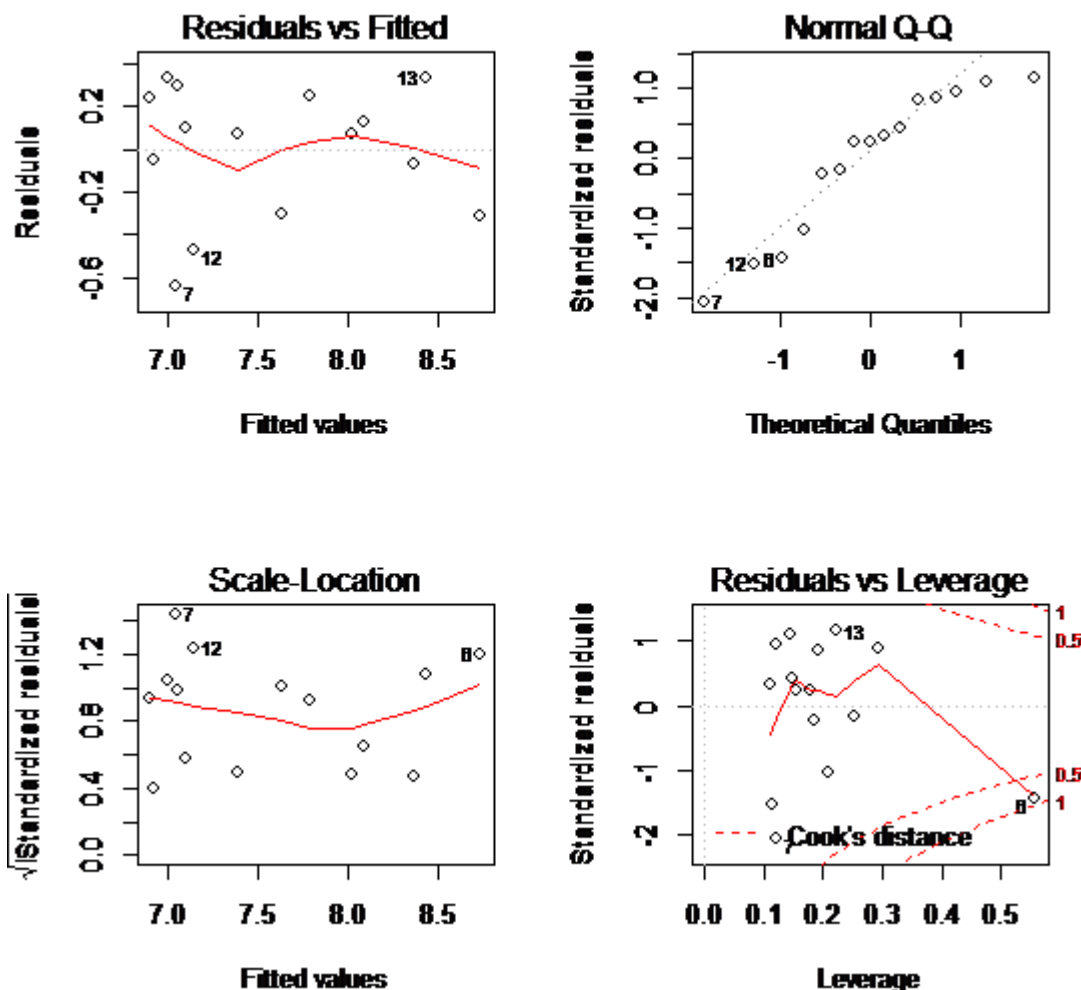 Residuals vs Fitted
Residuals
0.2
-0.2
-0.6
13
12
7
7.0 7.5 8.0 8.5
Fitted values
Normal Q-Q
Standardized residuals
1.0
0.0
-1.0
-2.0
12 8
7
-1 0 1
Theoretical Quantiles
Scale-Location
√|Standardized residuals|
1.2
0.8
0.4
0.0
7
12
8
7.0 7.5 8.0 8.5
Fitted values
Residuals vs Leverage
Standardized residuals
1
0
-1
-2
13
8
7
1
0.5
0.5
1
Cook's distance
0.0 0.1 0.2 0.3 0.4 0.5
Leverage